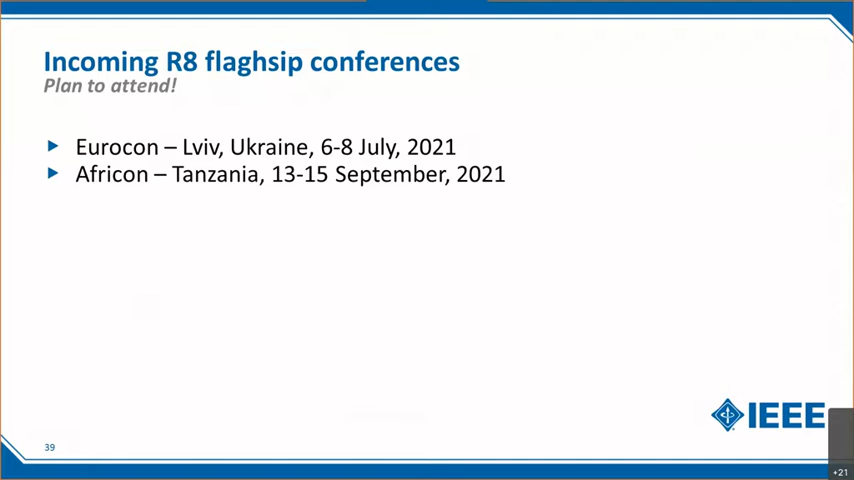 Incoming R8 flaghsip conferences
Plan to attend!
Eurocon – Lviv, Ukraine, 6-8 July, 2021
Africon – Tanzania, 13-15 September, 2021
IEEE
39
+21